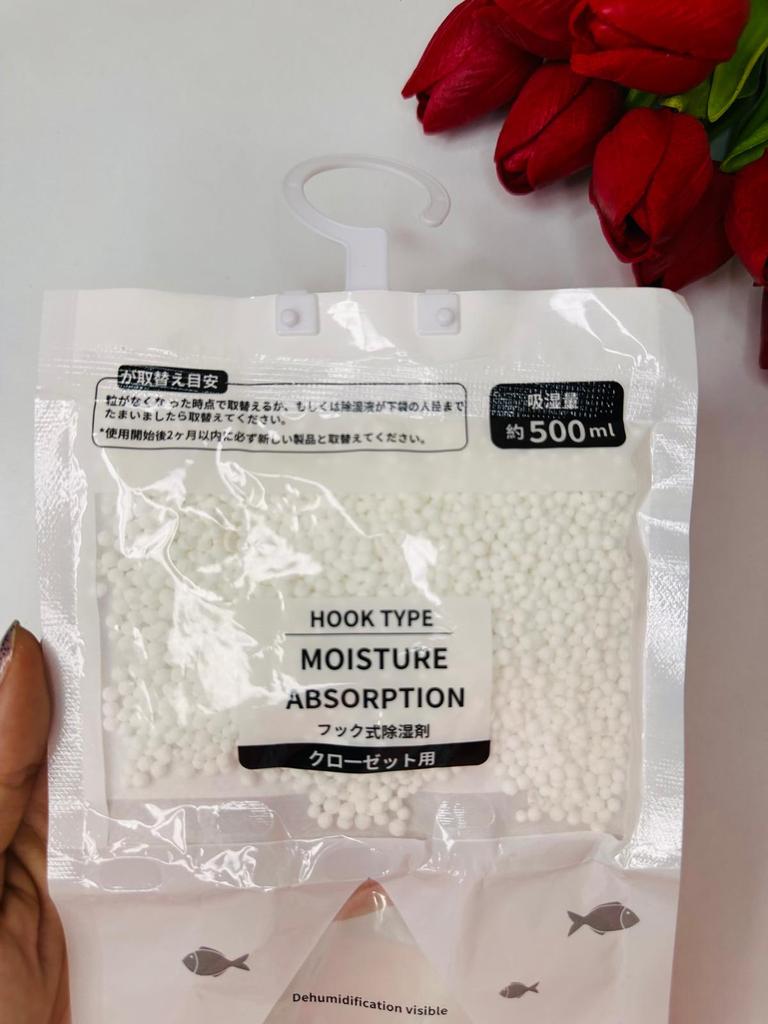 が取替え目安
粒がなくなった時点で取替えるか、もしくは除湿液が下袋の人段まで
たまいましたら取替えてください。
*使用開始後2ヶ月以内に必ず新しい製品と取替えてください。
吸湿量
約500ml
HOOK TYPE
MOISTURE
ABSORPTION
フック式除湿剤
クローゼット用
Dehumidification visible